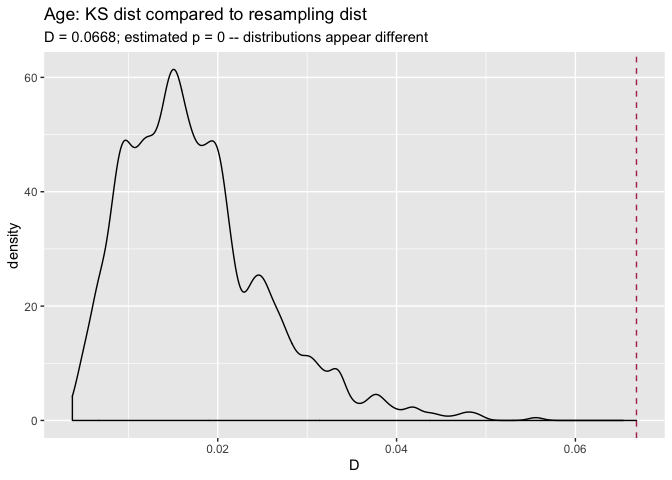 Age: KS dist compared to resampling dist
D = 0.0668; estimated p = 0 -- distributions appear different
60
40
20
0
density
0.02
0.04
0.06
D